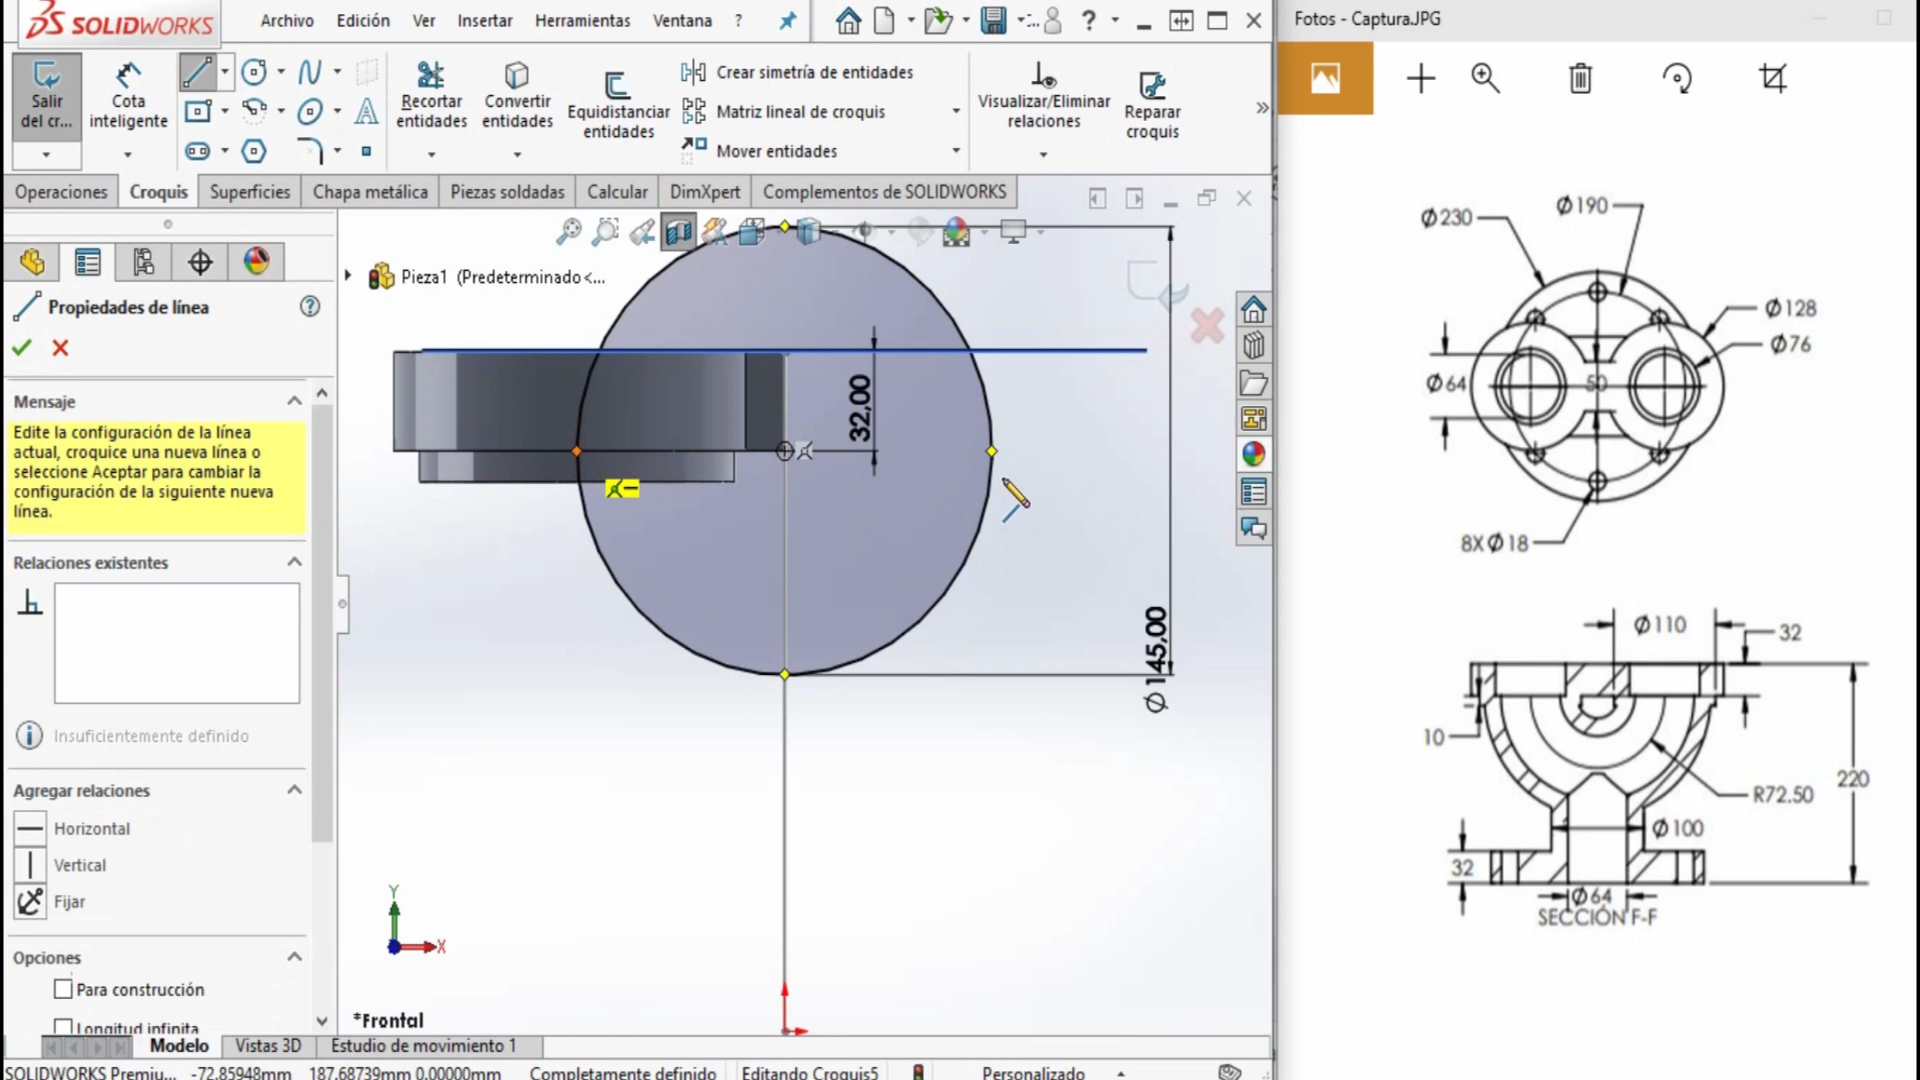 SOLIDWORKS
Archivo Edición Ver Insertar Herramientas Ventana ?
Fotos - Captura.JPG
Salir del cr...
Cota inteligente
Recortar entidades
Convertir entidades
Equidistanciar entidades
Crear simetría de entidades
Matriz lineal de croquis
Mover entidades
Visualizar/Eliminar relaciones
Reparar croquis
Operaciones Croquis Superficies Chapa metálica Piezas soldadas Calcular DimXpert Complementos de SOLIDWORKS
Pieza1 (Predeterminado<...
Propiedades de línea
Mensaje
Edite la configuración de la línea
actual, croquice una nueva línea o
seleccione Aceptar para cambiar la
configuración de la siguiente nueva
línea.
Relaciones existentes
Insuficientemente definido
Agregar relaciones
Horizontal
Vertical
Fijar
Opciones
Para construcción
Longitud infinita
32,00
Ø 145,00
Y
X
*Frontal
Modelo Vistas 3D Estudio de movimiento 1
SOLIDWORKS Premiu... -72.85948mm 187.68739mm 0.00000mm Completamente definido Editando Croquis5 Personalizado
Ø230
Ø190
Ø128
Ø76
Ø64
50
8X Ø18
Ø110
32
10
220
R72.50
Ø100
32
Ø64
SECCIÓN F-F